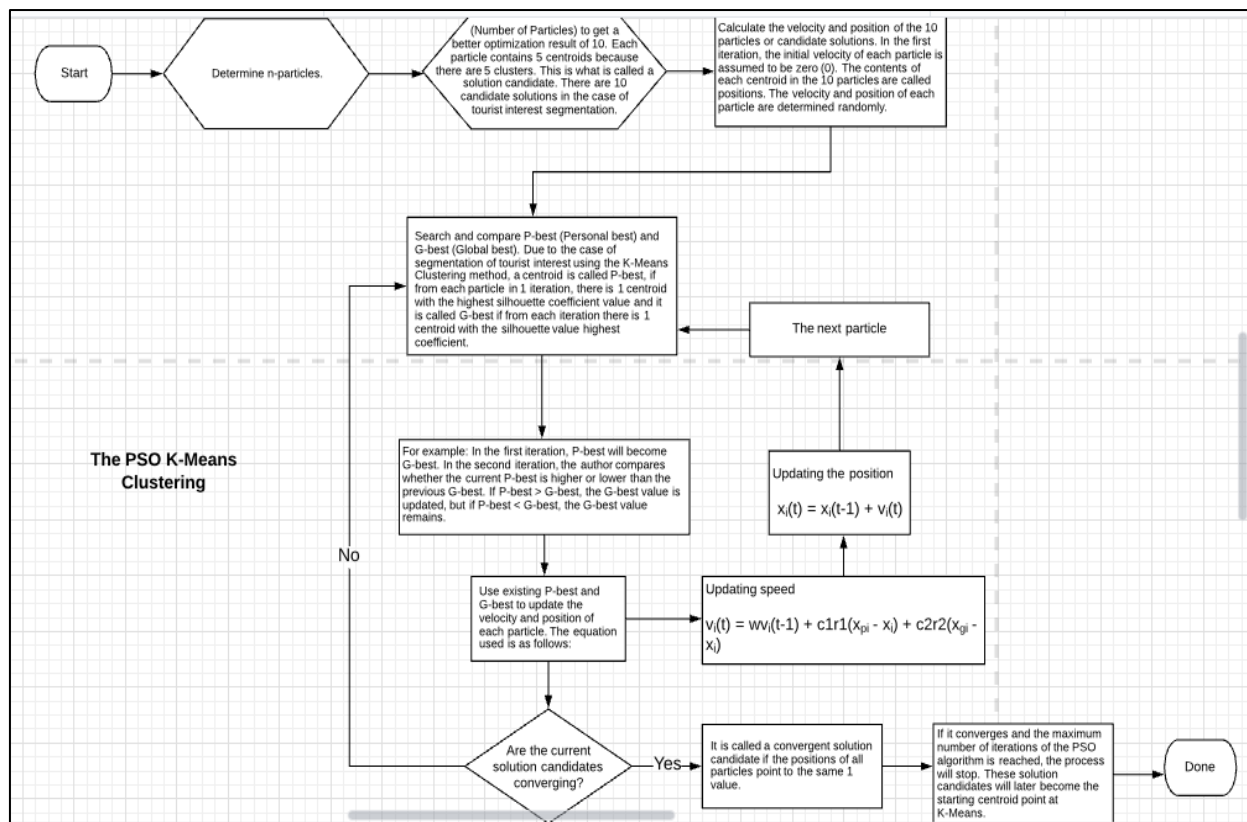 Start
Determine n-particles.
(Number of Particles) to get a
better optimization result of 10. Each
particle contains 5 centroids because
there are 5 clusters. This is what is called a
solution candidate. There are 10
candidate solutions in the case of
tourist interest segmentation.
Calculate the velocity and position of the 10
particles or candidate solutions. In the first
iteration, the initial velocity of each particle is
assumed to be zero (0). The contents of
each centroid in the 10 particles are called
positions. The velocity and position of each
particle are determined randomly.
Search and compare P-best (Personal best) and
G-best (Global best). Due to the case of
segmentation of tourist interest using the K-Means
Clustering method, a centroid is called P-best, if
from each particle in 1 iteration, there is 1 centroid
with the highest silhouette coefficient value and it
is called G-best if from each iteration there is 1
centroid with the silhouette value highest
coefficient.
The next particle
The PSO K-Means
Clustering
For example: In the first iteration, P-best will become
G-best. In the second iteration, the author compares
whether the current P-best is higher or lower than the
previous G-best. If P-best > G-best, the G-best value is
updated, but if P-best < G-best, the G-best value
remains.
Updating the position
xᵢ(t) = xᵢ(t-1) + vᵢ(t)
No
Use existing P-best and
G-best to update the
velocity and position of
each particle. The equation
used is as follows:
Updating speed
vᵢ(t) = wvᵢ(t-1) + c1r1(xₚᵢ - xᵢ) + c2r2(x_gi -
xᵢ)
Are the current
solution candidates
converging?
Yes
It is called a convergent solution
candidate if the positions of all
particles point to the same 1
value.
If it converges and the maximum
number of iterations of the PSO
algorithm is reached, the process
will stop. These solution
candidates will later become the
starting centroid point at
K-Means.
Done